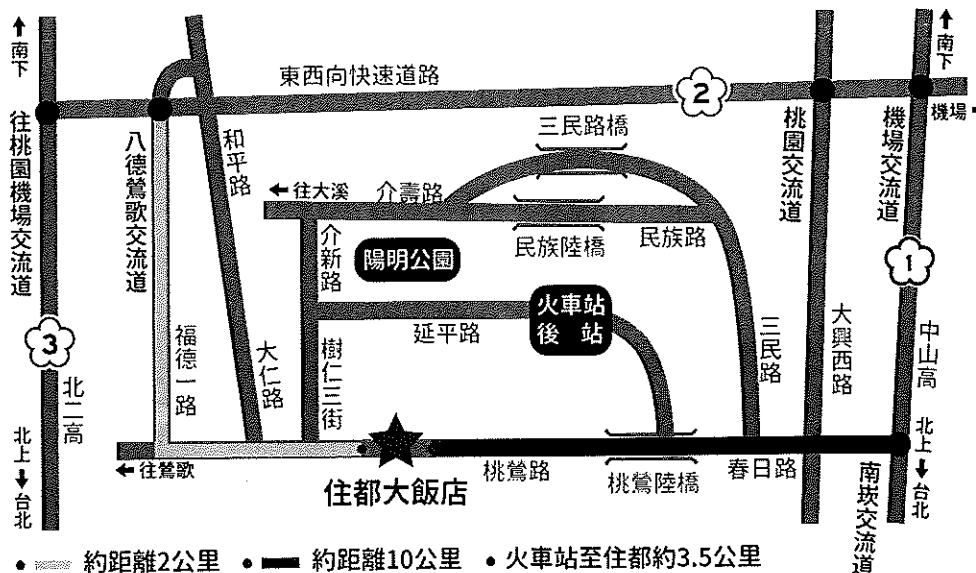 南下
南下
東西向快速道路
2
機場
往桃園機場交流道
八德鶯歌交流道
和平路
三民路橋
桃園交流道
機場交流道
往大溪
介壽路
民族陸橋
民族路
介新路
陽明公園
1
火車站
後站
3
延平路
福德一路
大仁路
樹仁三街
三民路
大興西路
中山高
北二高
北上
台北
北上
台北
往鶯歌
桃鶯路
桃鶯陸橋
春日路
南崁交流道
住都大飯店
約距離2公里
約距離10公里
火車站至住都約3.5公里